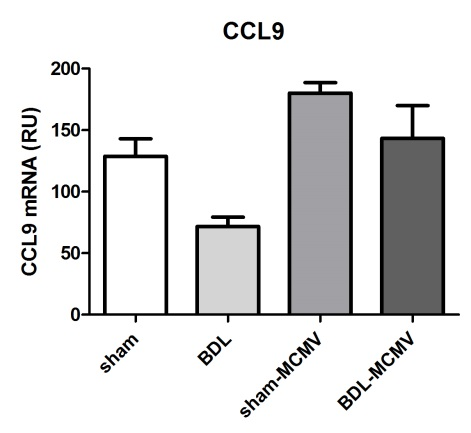 CCL9
CCL9 mRNA (RU)
200
150
100
50
0
sham
BDL
sham-MCMV
BDL-MCMV